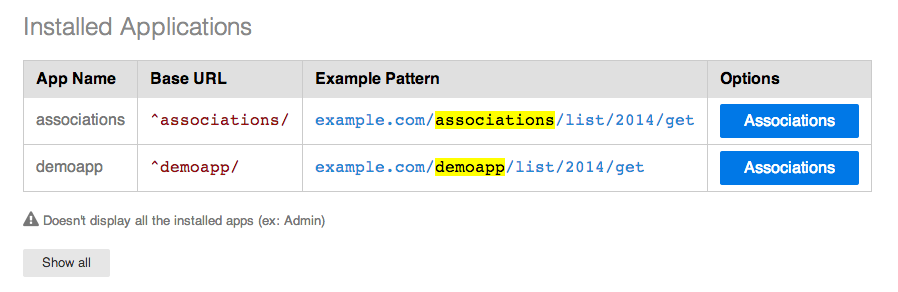 Installed Applications
App Name Base URL Example Pattern Options
associations ^associations/ example.com/associations/list/2014/get Associations
demoapp ^demoapp/ example.com/demoapp/list/2014/get Associations
Doesn't display all the installed apps (ex: Admin)
Show all